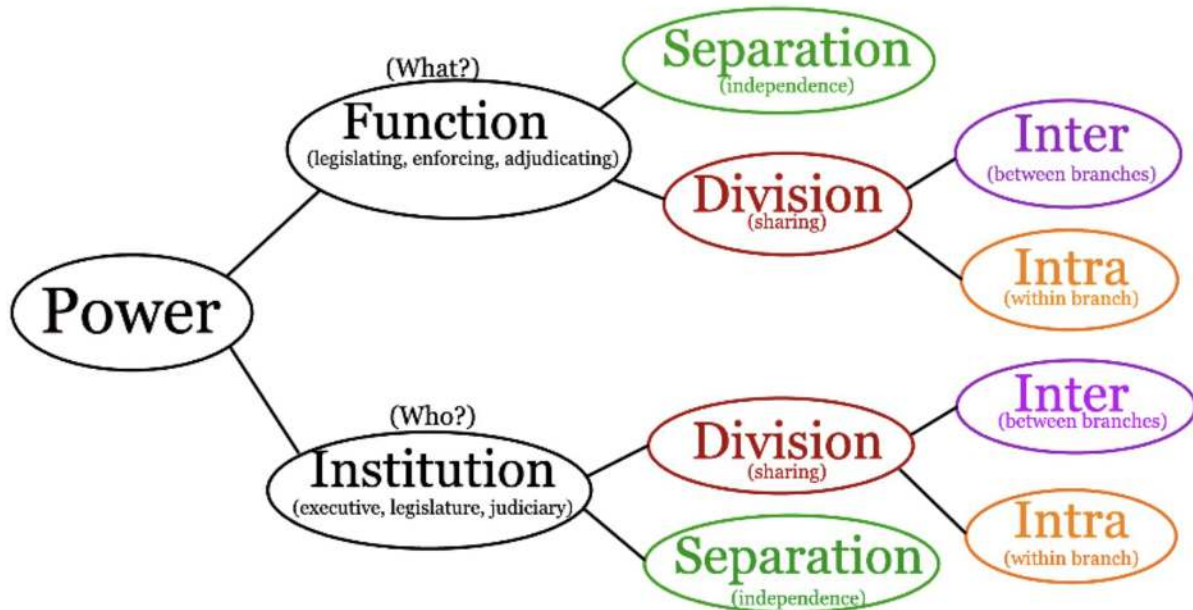 Power
(What?)
Function
(legislating, enforcing, adjudicating)
Separation
(independence)
Division
(sharing)
Inter
(between branches)
Intra
(within branch)
(Who?)
Institution
(executive, legislature, judiciary)
Division
(sharing)
Inter
(between branches)
Intra
(within branch)
Separation
(independence)